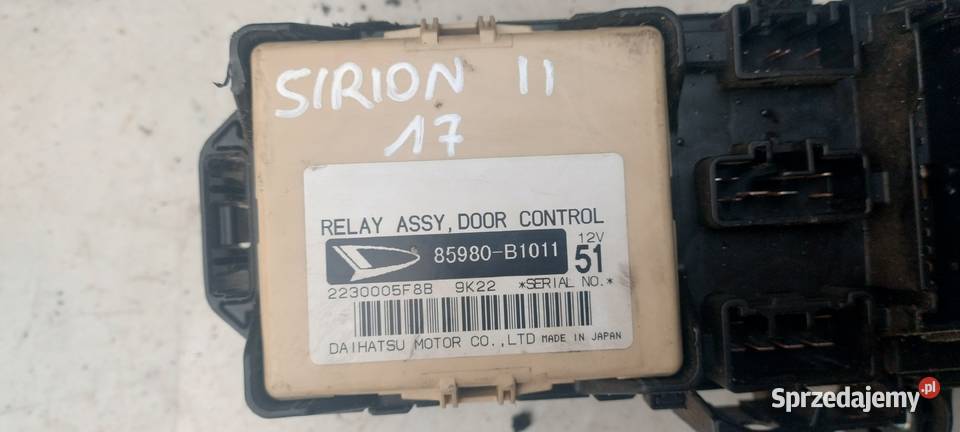 SIRION II
17
RELAY ASSY, DOOR CONTROL
85980-B1011
12V
51
2230005F8B 9K22 *SERIAL NO.*
DAIHATSU MOTOR CO.,LTD MADE IN JAPAN
Sprzedajemy.pl